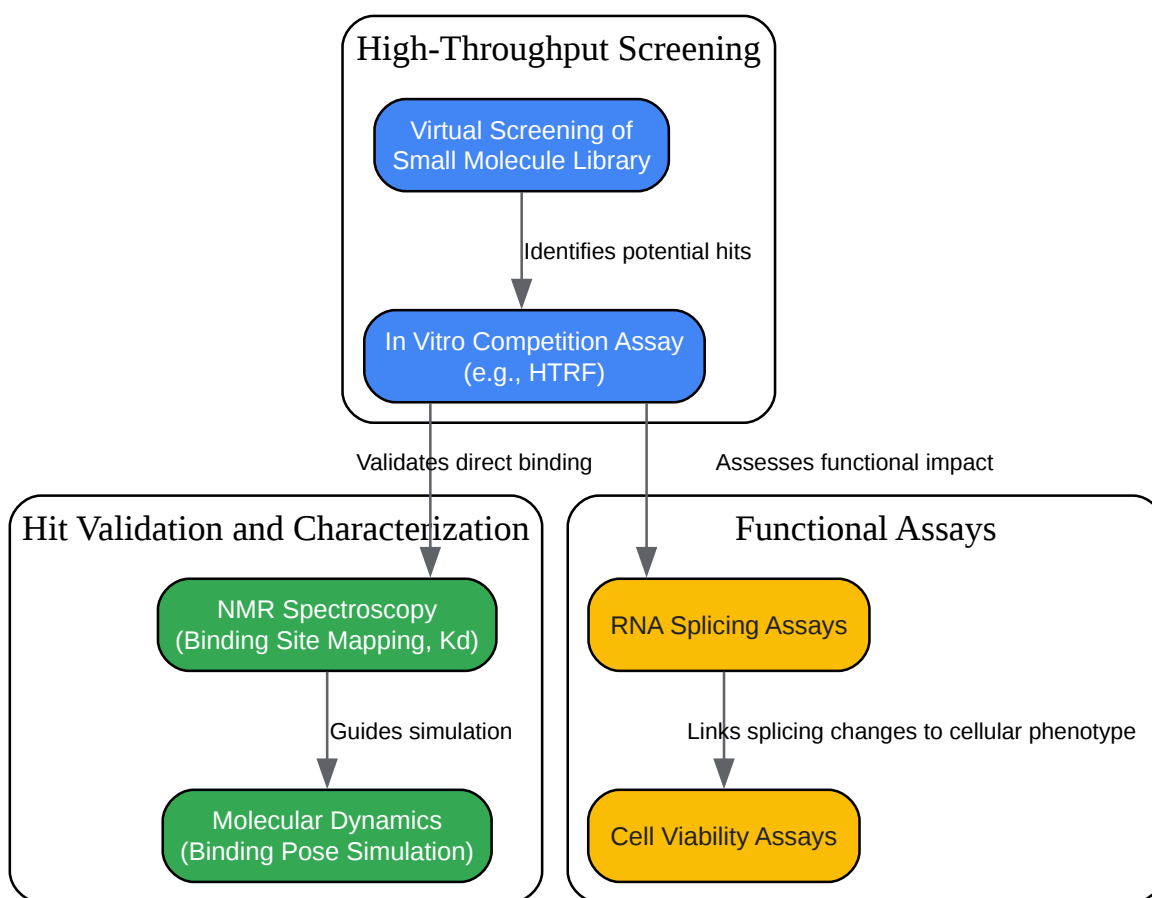 High-Throughput Screening
Virtual Screening of
Small Molecule Library
Identifies potential hits
In Vitro Competition Assay
(e.g., HTRF)
Validates direct binding
Assesses functional impact
Hit Validation and Characterization
Functional Assays
NMR Spectroscopy
(Binding Site Mapping, Kd)
RNA Splicing Assays
Guides simulation
Links splicing changes to cellular phenotype
Molecular Dynamics
(Binding Pose Simulation)
Cell Viability Assays